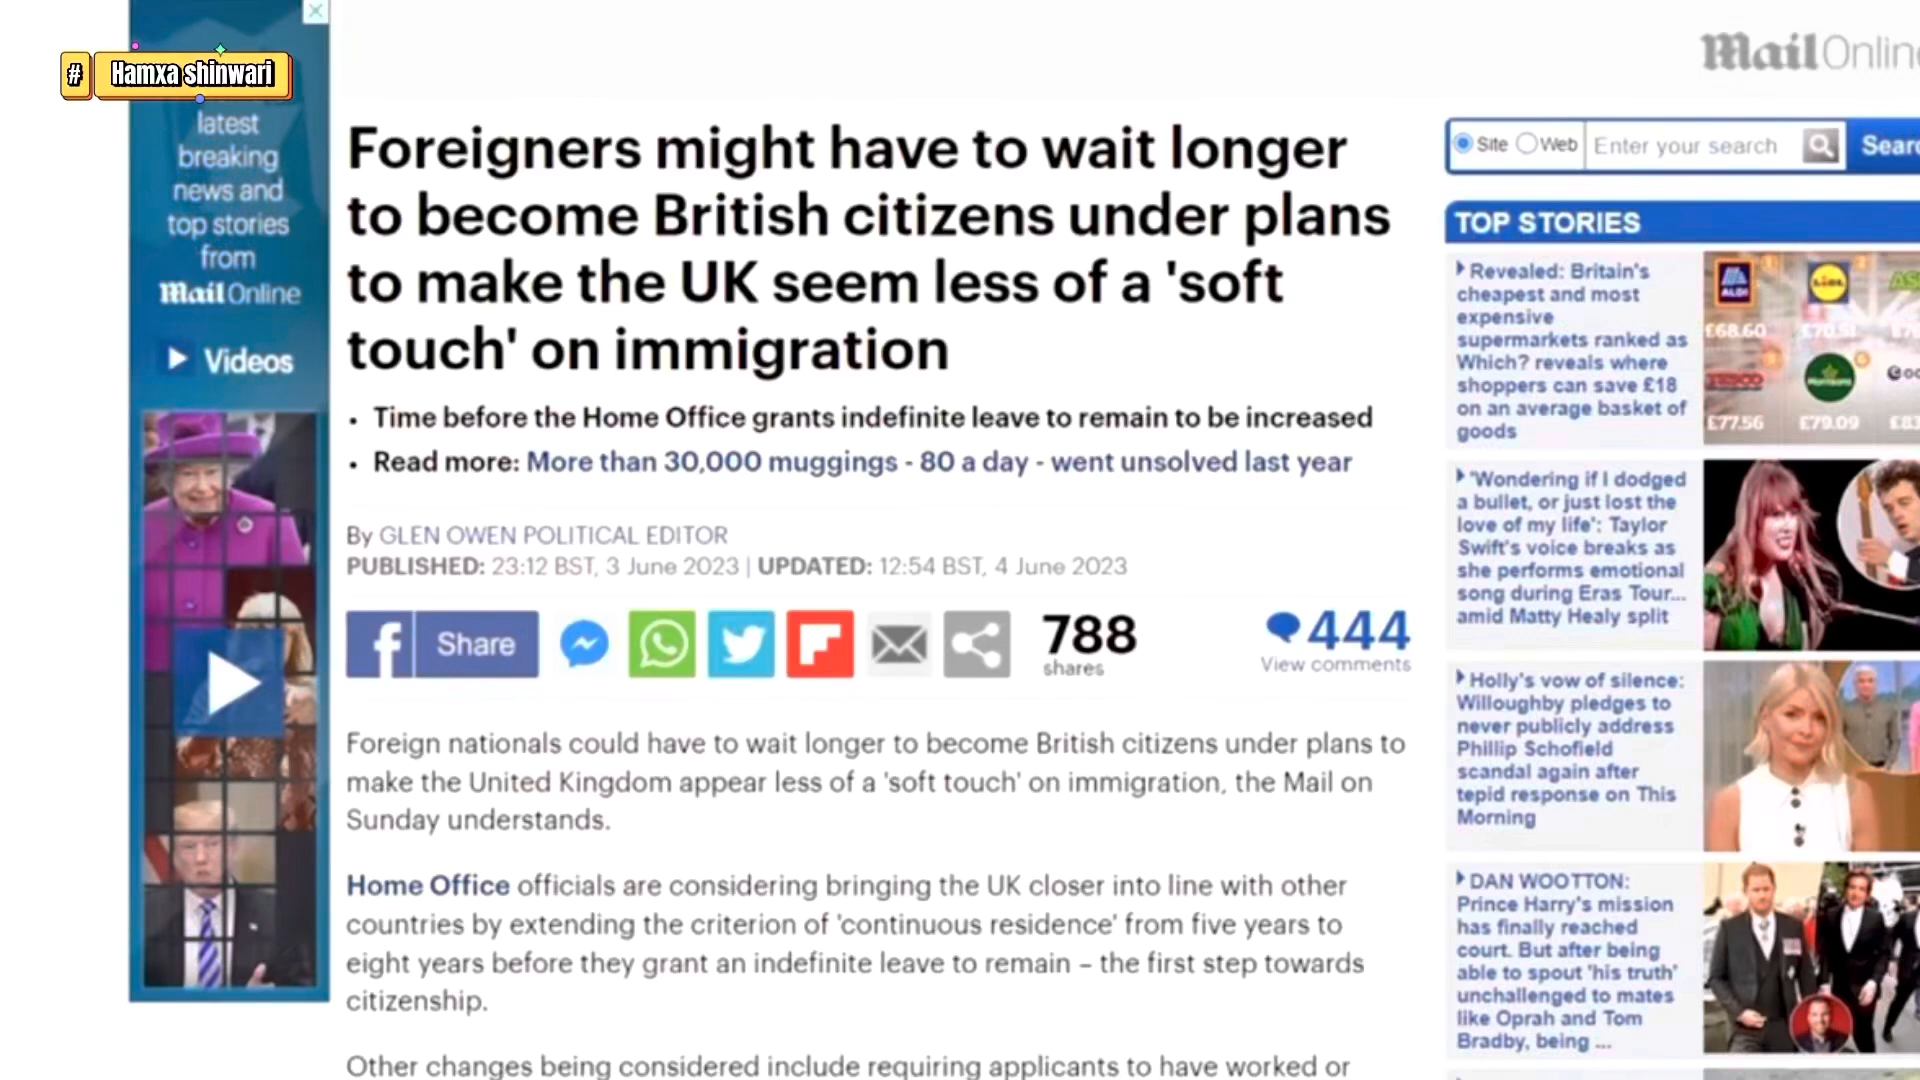 # Hamxa shinwari
latest
breaking
news and
top stories
from
Mail Online
Videos
Mail Online
Foreigners might have to wait longer
to become British citizens under plans
to make the UK seem less of a 'soft
touch' on immigration
• Time before the Home Office grants indefinite leave to remain to be increased
• Read more: More than 30,000 muggings - 80 a day - went unsolved last year
By GLEN OWEN POLITICAL EDITOR
PUBLISHED: 23:12 BST, 3 June 2023 | UPDATED: 12:54 BST, 4 June 2023
Share
788
shares
444
View comments
Foreign nationals could have to wait longer to become British citizens under plans to
make the United Kingdom appear less of a 'soft touch' on immigration, the Mail on
Sunday understands.
Home Office officials are considering bringing the UK closer into line with other
countries by extending the criterion of 'continuous residence' from five years to
eight years before they grant an indefinite leave to remain – the first step towards
citizenship.
Other changes being considered include requiring applicants to have worked or
Site Web Enter your search Sear
TOP STORIES
Revealed: Britain's
cheapest and most
expensive
supermarkets ranked as
Which? reveals where
shoppers can save £18
on an average basket of
goods
ALDI
LIDL
£68.60
TESCO
£77.56 £79.09
'Wondering if I dodged
a bullet, or just lost the
love of my life': Taylor
Swift's voice breaks as
she performs emotional
song during Eras Tour...
amid Matty Healy split
Holly's vow of silence:
Willoughby pledges to
never publicly address
Phillip Schofield
scandal again after
tepid response on This
Morning
DAN WOOTTON:
Prince Harry's mission
has finally reached
court. But after being
able to spout 'his truth'
unchallenged to mates
like Oprah and Tom
Bradby, being ...